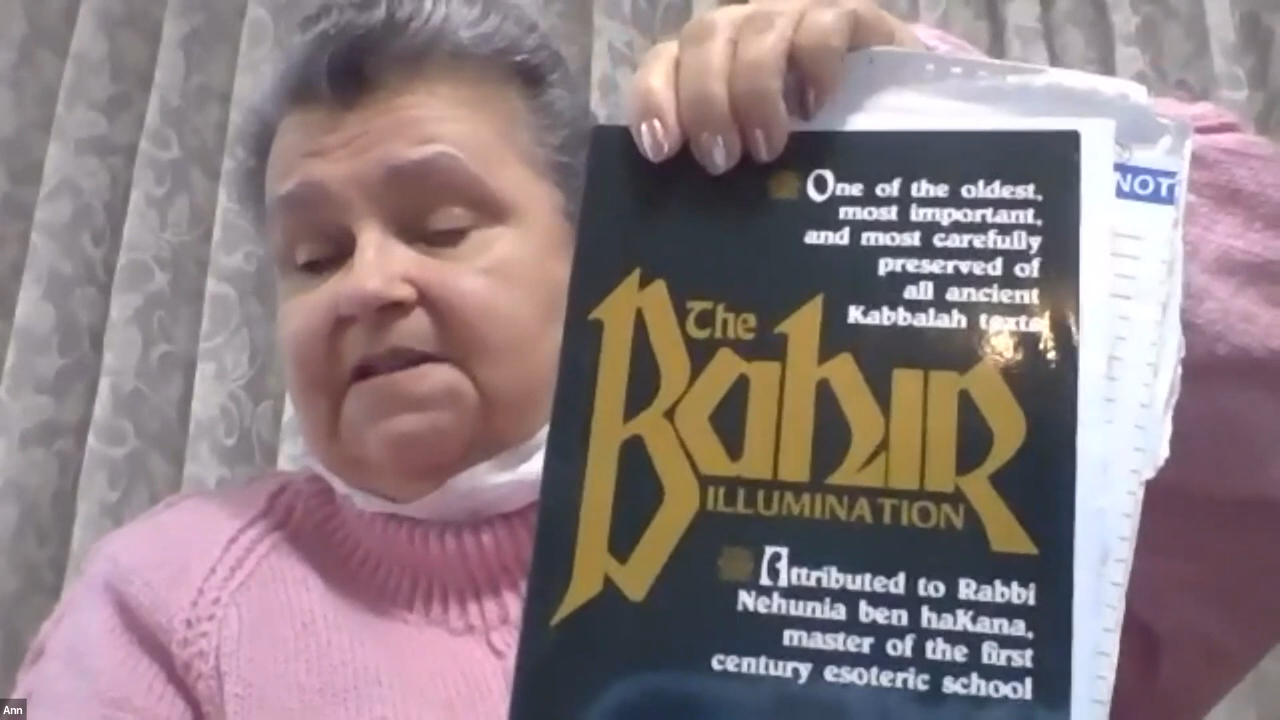 One of the oldest,
most important,
and most carefully
preserved of
all ancient
Kabbalah texts
The
Bahir
ILLUMINATION
Attributed to Rabbi
Nehunia ben haKana,
master of the first
century esoteric school
NOT
Ann